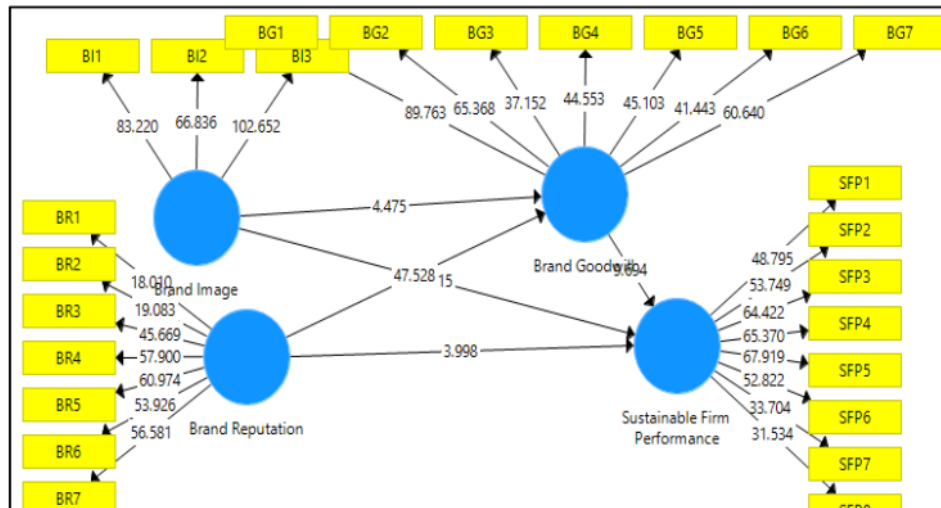 BG1 BG2 BG3 BG4 BG5 BG6 BG7
BI1 BI2 BI3
83.220 66.836 102.652
89.763 65.368 37.152 44.553 45.103 41.443 60.640
SFP1
BR1
4.475
SFP2
BR2
Brand Goodwill
9.694
48.795
18.010
Brand Image
47.528
15
53.749
SFP3
19.083
BR3
64.422
45.669
65.370
SFP4
BR4
57.900
3.998
67.919
60.974
52.822
SFP5
BR5
53.926
33.704
56.581
Brand Reputation
Sustainable Firm
Performance
31.534
SFP6
BR6
SFP7
BR7